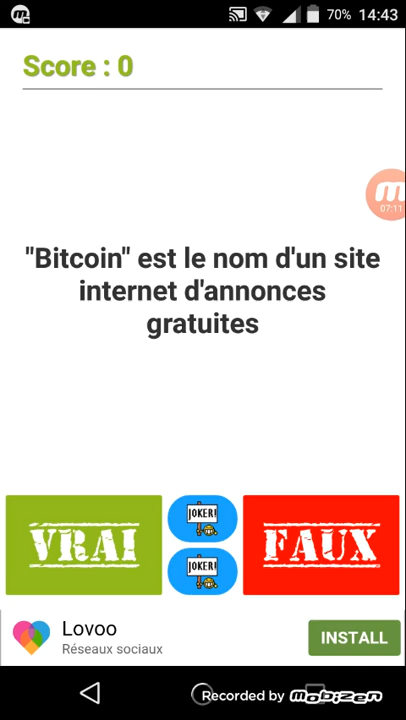 70% 14:43
Score : 0
07:11
"Bitcoin" est le nom d'un site
internet d'annonces
gratuites
VRAI
JOKER!
JOKER!
FAUX
Lovoo
Réseaux sociaux
INSTALL
Recorded by mobizen